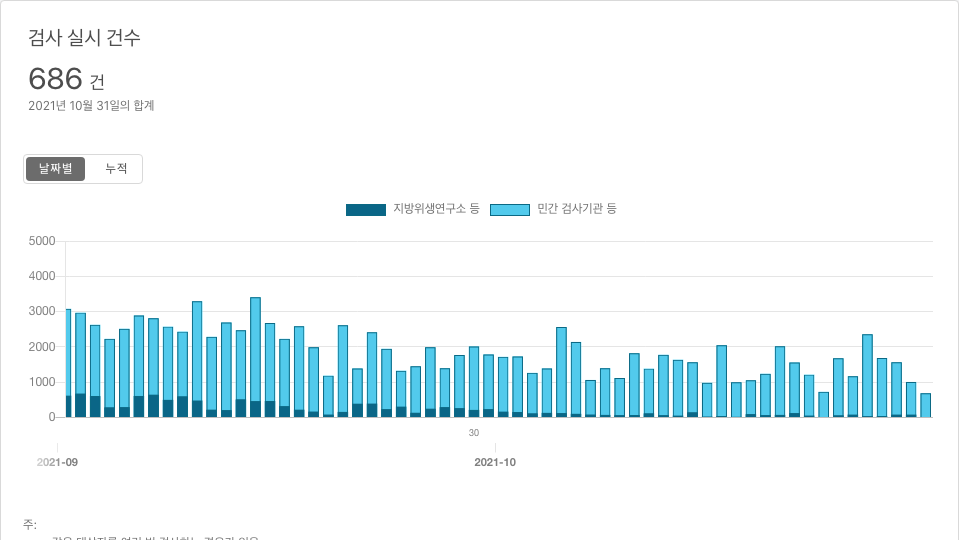 검사 실시 건수
686 건
2021년 10월 31일의 합계
날짜별 누적
지방위생연구소 등 민간 검사기관 등
5000
4000
3000
2000
1000
0
30
2021-09 2021-10
주: